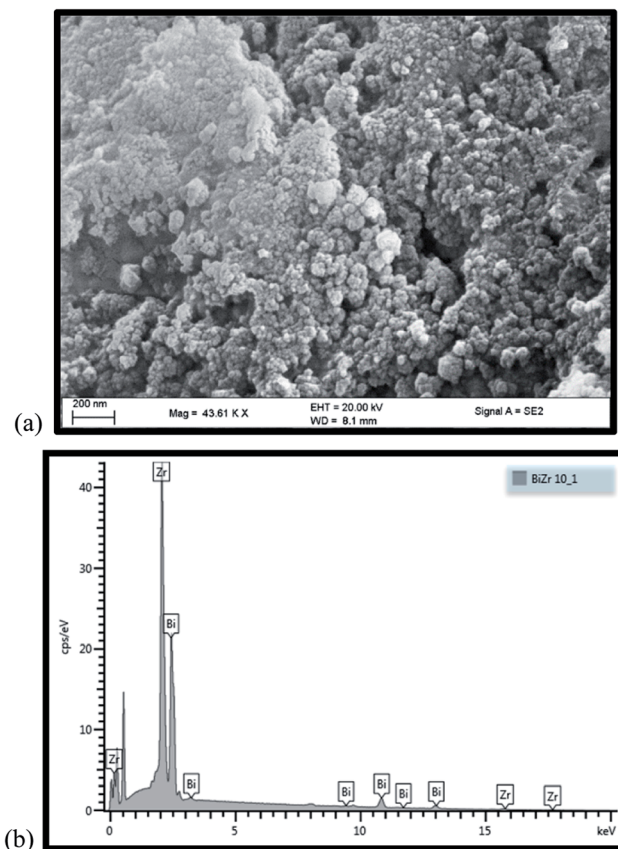 200 nm
Mag = 43.61 K X
EHT = 20.00 kV
WD = 8.1 mm
Signal A = SE2
(a)
BiZr 10_1
Zr
40
30
cps/eV
Bi
20
10
Zr
Bi
Bi
Bi
Bi
Bi
Zr
Zr
0
0
5
10
15
keV
(b)